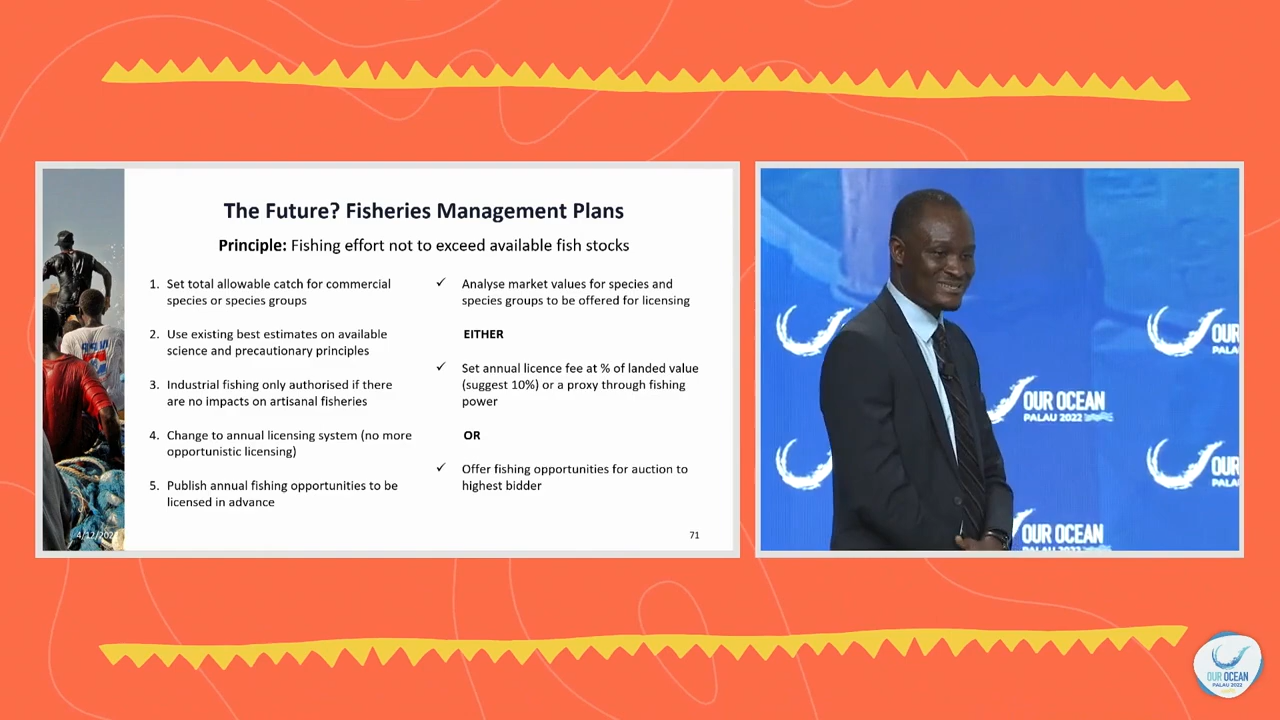 The Future? Fisheries Management Plans
Principle: Fishing effort not to exceed available fish stocks
1. Set total allowable catch for commercial
species or species groups
2. Use existing best estimates on available
science and precautionary principles
3. Industrial fishing only authorised if there
are no impacts on artisanal fisheries
4. Change to annual licensing system (no more
opportunistic licensing)
5. Publish annual fishing opportunities to be
licensed in advance
✓ Analyse market values for species and
species groups to be offered for licensing
EITHER
✓ Set annual licence fee at % of landed value
(suggest 10%) or a proxy through fishing
power
OR
✓ Offer fishing opportunities for auction to
highest bidder
71
OUR
PALAU
OUR OCEAN
PALAU 2022
OUR
PALAU
OUR OCEAN
PALAU 2022
OUR OCEAN
PALAU 2022